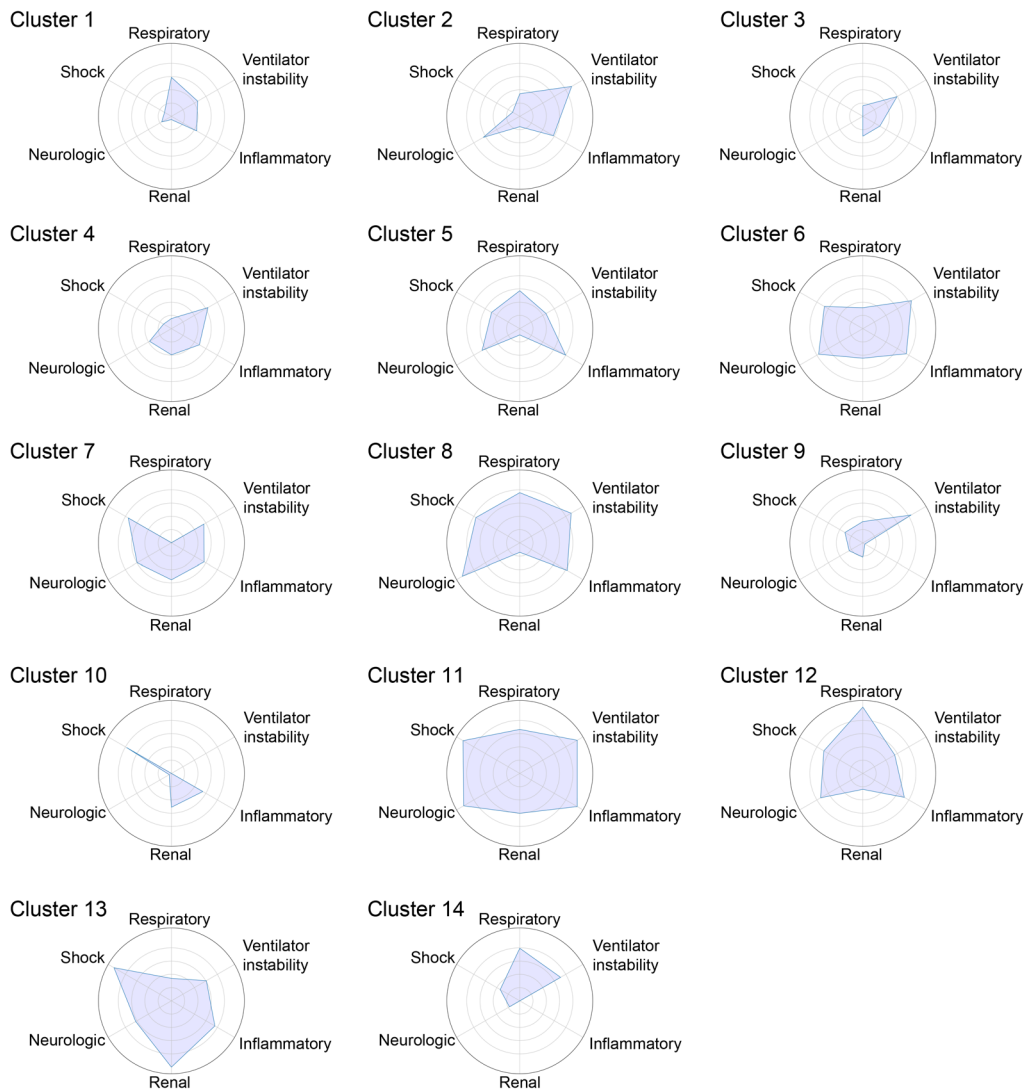 Cluster 1
Respiratory
Ventilator
instability
Inflammatory
Renal
Neurologic
Shock
Cluster 2
Respiratory
Ventilator
instability
Inflammatory
Renal
Neurologic
Shock
Cluster 3
Respiratory
Ventilator
instability
Inflammatory
Renal
Neurologic
Shock
Cluster 4
Respiratory
Ventilator
instability
Inflammatory
Renal
Neurologic
Shock
Cluster 5
Respiratory
Ventilator
instability
Inflammatory
Renal
Neurologic
Shock
Cluster 6
Respiratory
Ventilator
instability
Inflammatory
Renal
Neurologic
Shock
Cluster 7
Respiratory
Ventilator
instability
Inflammatory
Renal
Neurologic
Shock
Cluster 8
Respiratory
Ventilator
instability
Inflammatory
Renal
Neurologic
Shock
Cluster 9
Respiratory
Ventilator
instability
Inflammatory
Renal
Neurologic
Shock
Cluster 10
Respiratory
Ventilator
instability
Inflammatory
Renal
Neurologic
Shock
Cluster 11
Respiratory
Ventilator
instability
Inflammatory
Renal
Neurologic
Shock
Cluster 12
Respiratory
Ventilator
instability
Inflammatory
Renal
Neurologic
Shock
Cluster 13
Respiratory
Ventilator
instability
Inflammatory
Renal
Neurologic
Shock
Cluster 14
Respiratory
Ventilator
instability
Inflammatory
Renal
Neurologic
Shock